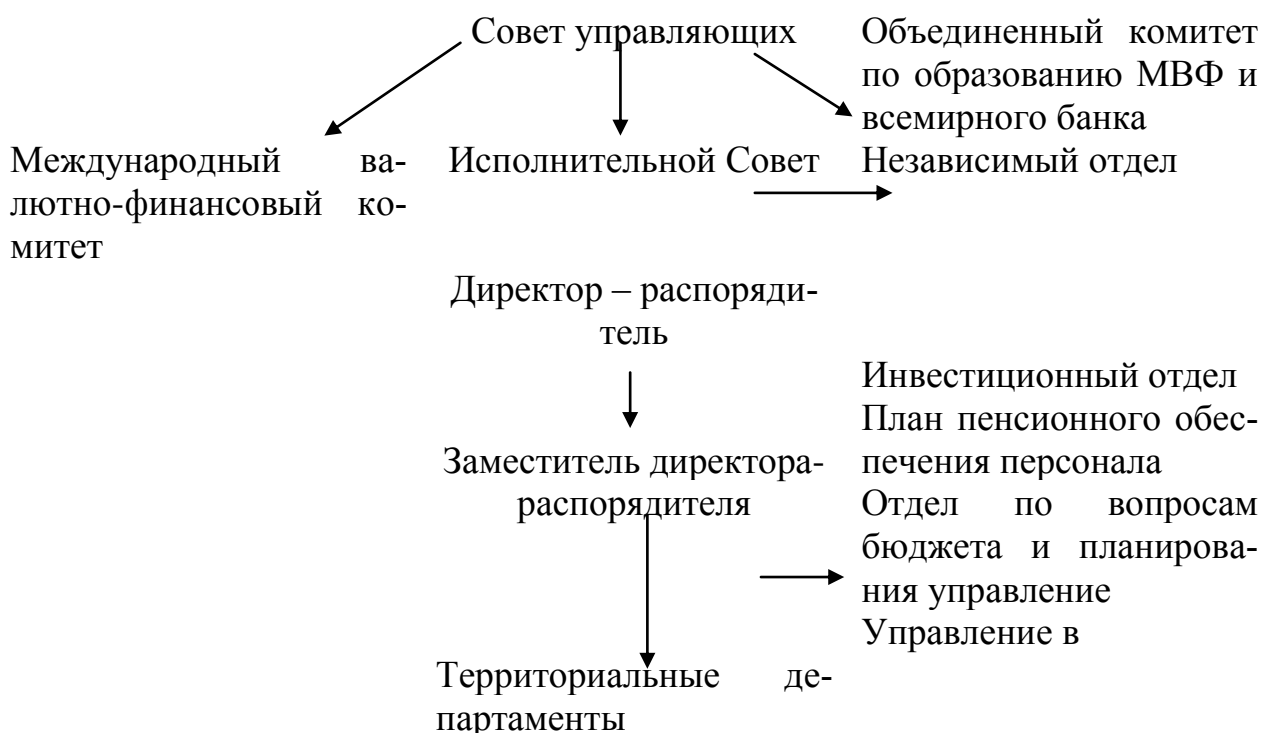 Совет управляющих
Объединенный комитет
по образованию МВФ и
всемирного банка
Международный ва-
лютно-финансовый ко-
митет
Исполнительной Совет
Независимый отдел
Директор – распоряди-
тель
Заместитель директора-
распорядителя
Инвестиционный отдел
План пенсионного обес-
печения персонала
Отдел по вопросам
бюджета и планирова-
ния управление
Управление в
Территориальные де-
партаменты